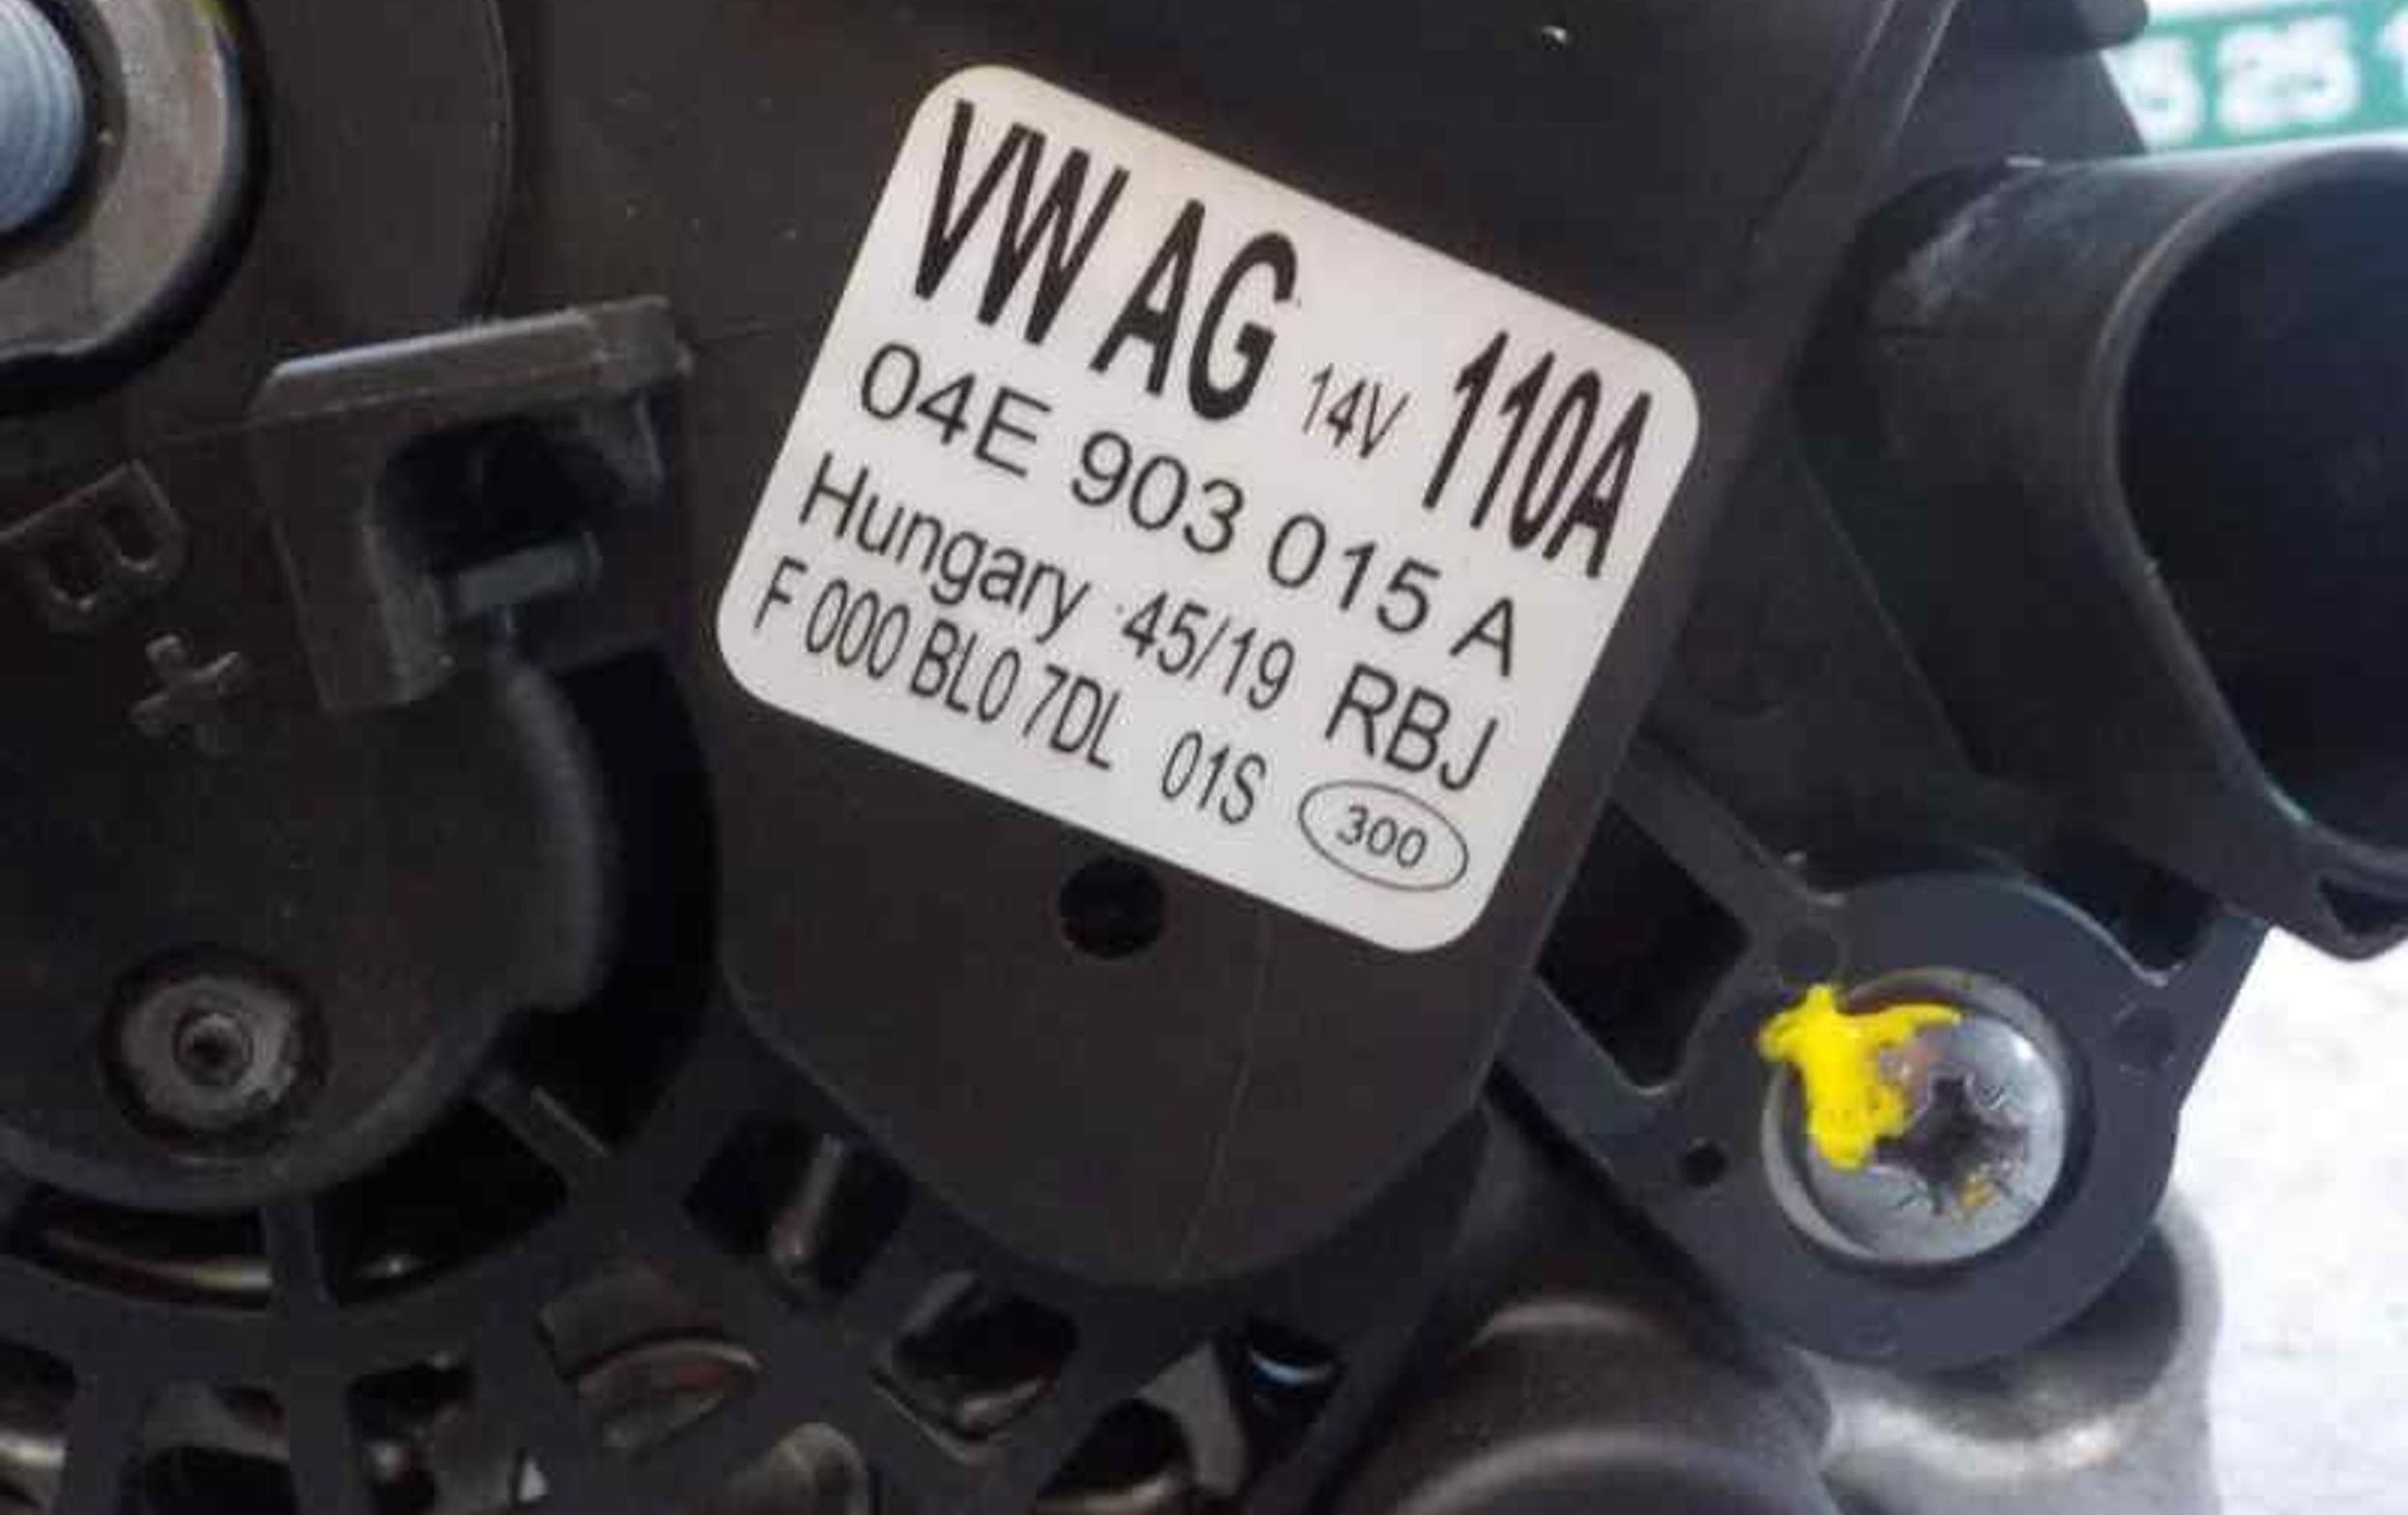 VW AG 14V 110A
04E 903 015 A
Hungary 45/19 RBJ
F 000 BL0 7DL 01S 300
B+